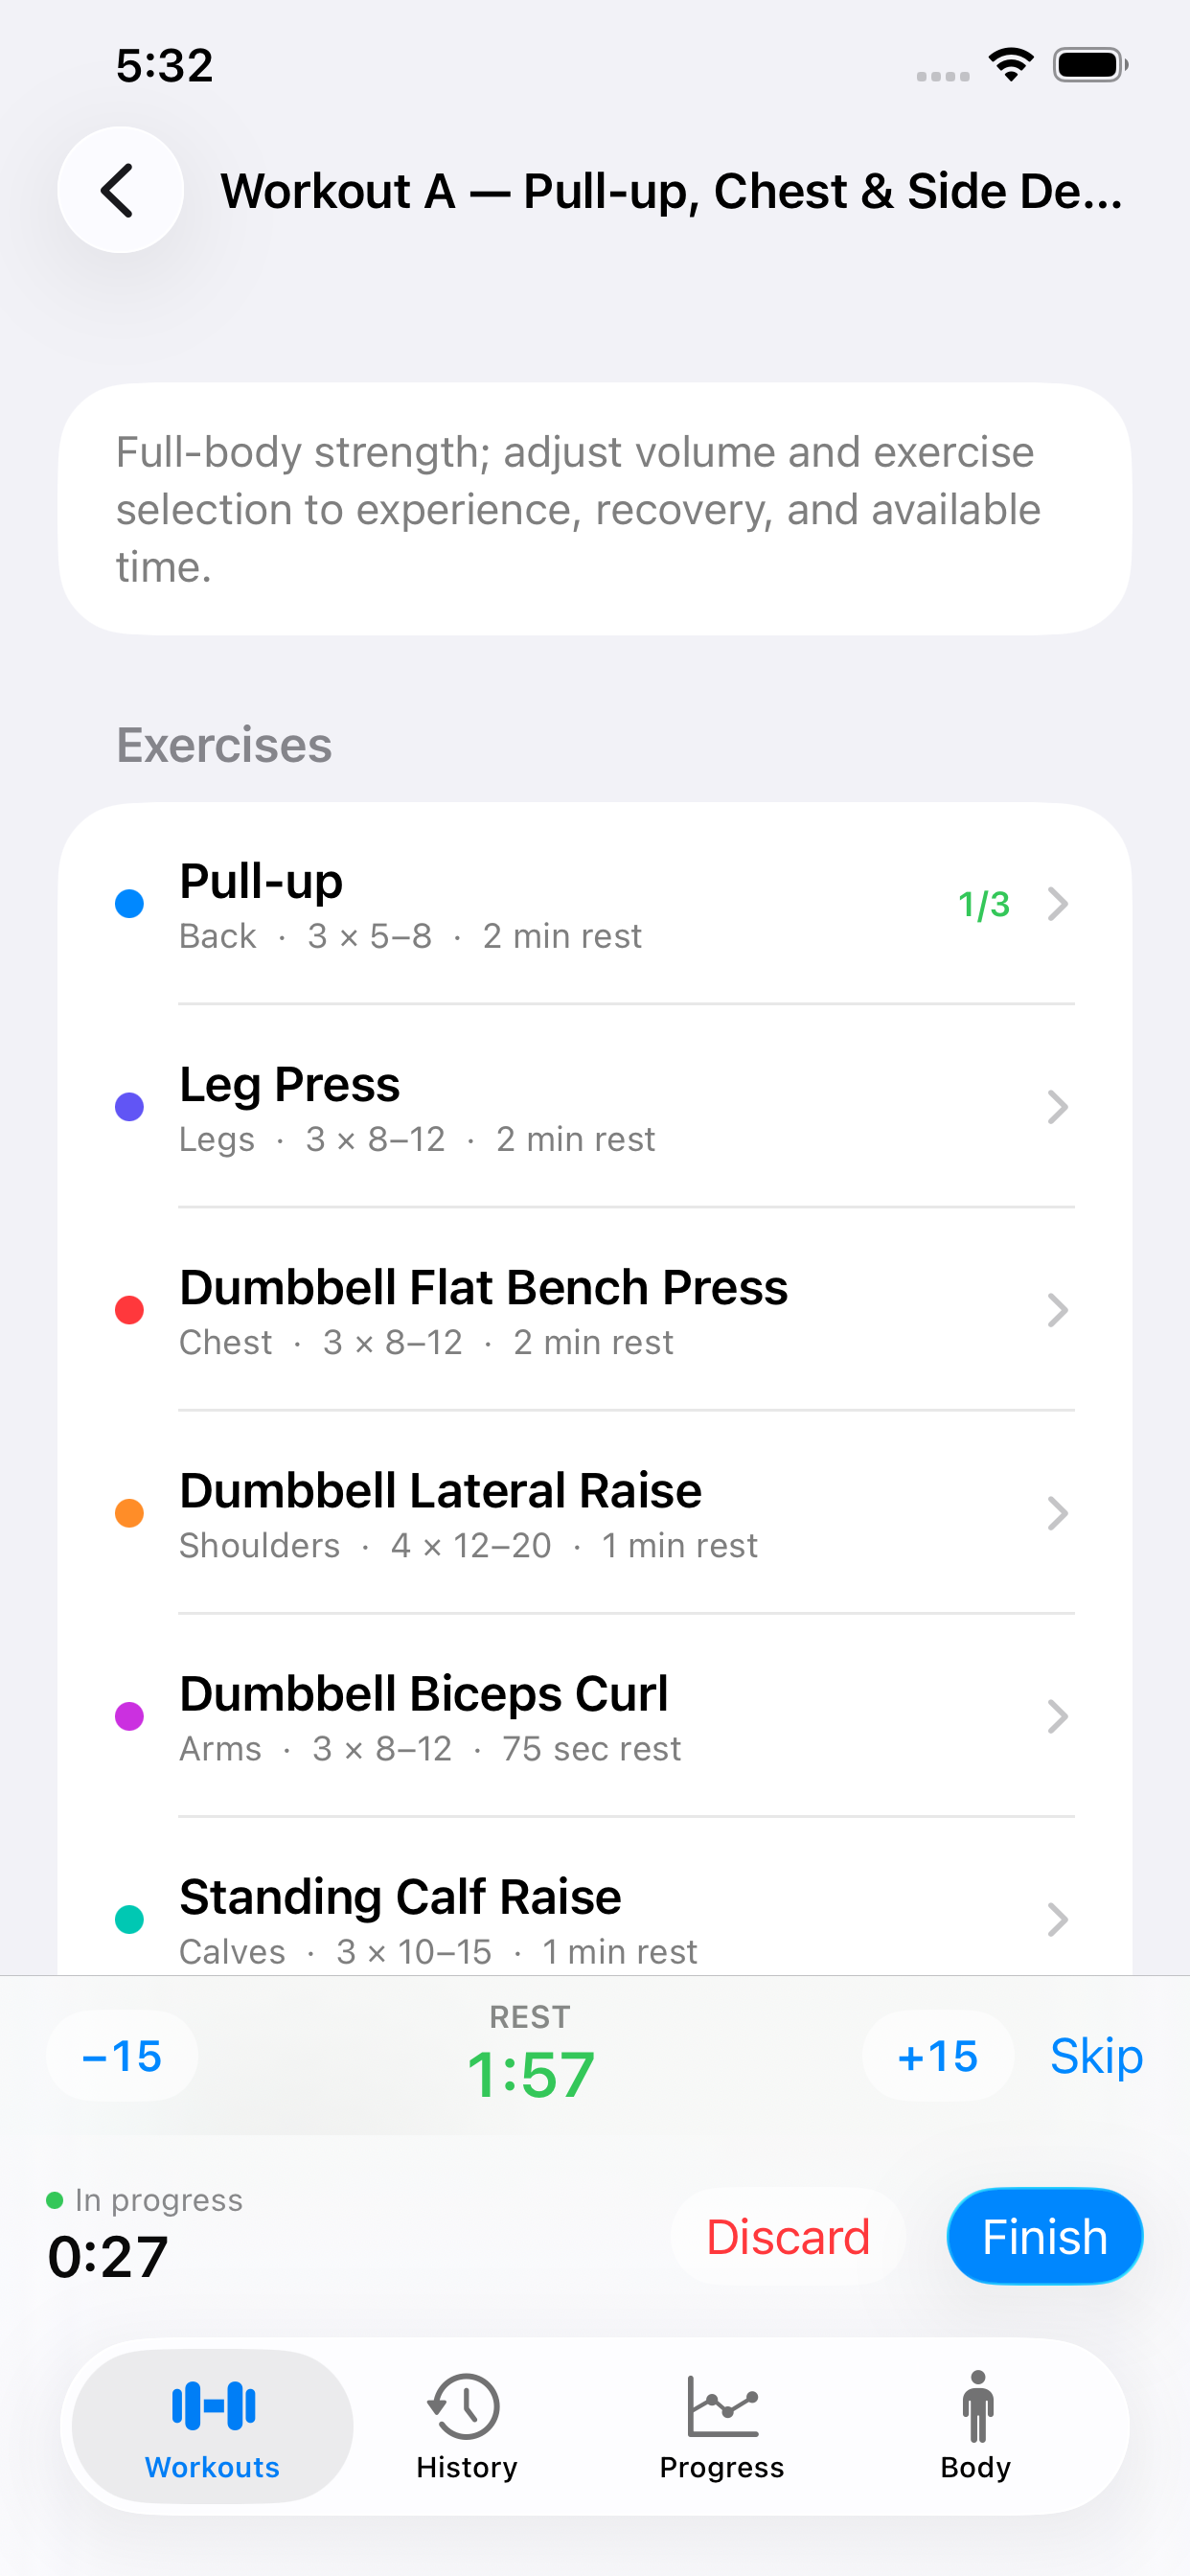 5:32
Workout A — Pull-up, Chest & Side De...
Full-body strength; adjust volume and exercise
selection to experience, recovery, and available
time.
Exercises
Pull-up
Back · 3 × 5–8 · 2 min rest
1/3
Leg Press
Legs · 3 × 8–12 · 2 min rest
Dumbbell Flat Bench Press
Chest · 3 × 8–12 · 2 min rest
Dumbbell Lateral Raise
Shoulders · 4 × 12–20 · 1 min rest
Dumbbell Biceps Curl
Arms · 3 × 8–12 · 75 sec rest
Standing Calf Raise
Calves · 3 × 10–15 · 1 min rest
−15
REST
1:57
+15
Skip
In progress
0:27
Discard
Finish
Workouts
History
Progress
Body